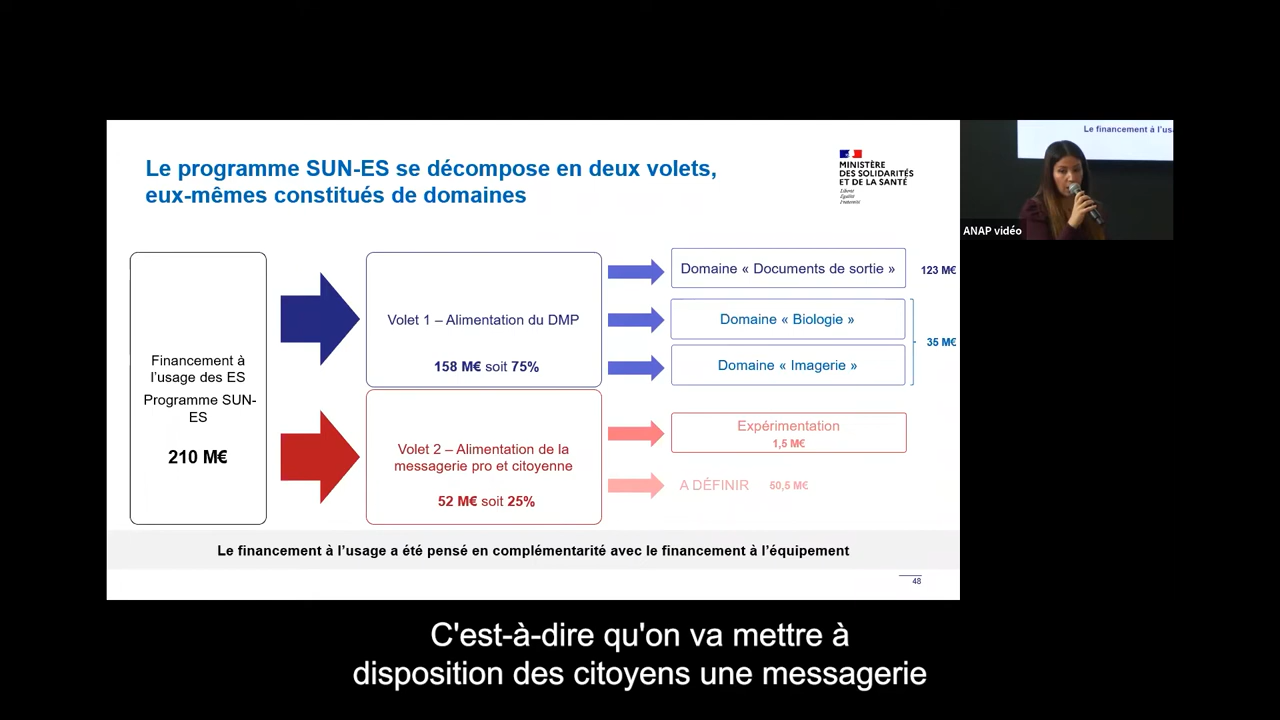 Le programme SUN-ES se décompose en deux volets,
eux-mêmes constitués de domaines
MINISTÈRE
DES SOLIDARITÉS
ET DE LA SANTÉ
Liberté
Égalité
Fraternité
Le financement à l'usa
ANAP vidéo
Financement à
l'usage des ES
Programme SUN-
ES
210 M€
Volet 1 – Alimentation du DMP
158 M€ soit 75%
Domaine « Documents de sortie »
123 M€
Domaine « Biologie »
Domaine « Imagerie »
35 M€
Volet 2 – Alimentation de la
messagerie pro et citoyenne
52 M€ soit 25%
Expérimentation
1,5 M€
A DÉFINIR 50,5 M€
Le financement à l'usage a été pensé en complémentarité avec le financement à l'équipement
48
C'est-à-dire qu'on va mettre à
disposition des citoyens une messagerie